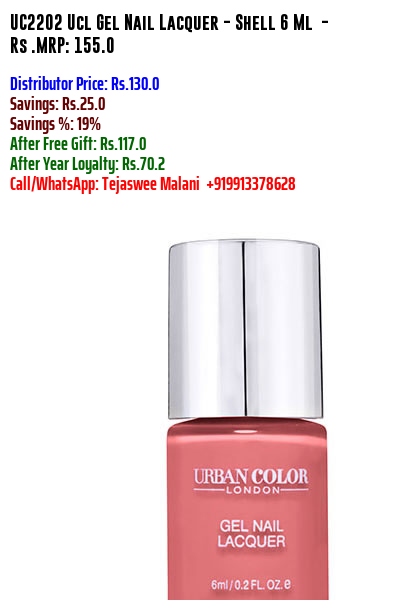 UC2202 Ucl Gel Nail Lacquer - Shell 6 Ml  -
Rs .MRP: 155.0
Distributor Price: Rs.130.0
Savings: Rs.25.0
Savings %: 19%
After Free Gift: Rs.117.0
After Year Loyalty: Rs.70.2
Call/WhatsApp: Tejaswee Malani  +919913378628
URBAN COLOR
LONDON
GEL NAIL
LACQUER
6ml / 0.2 FL. OZ. e